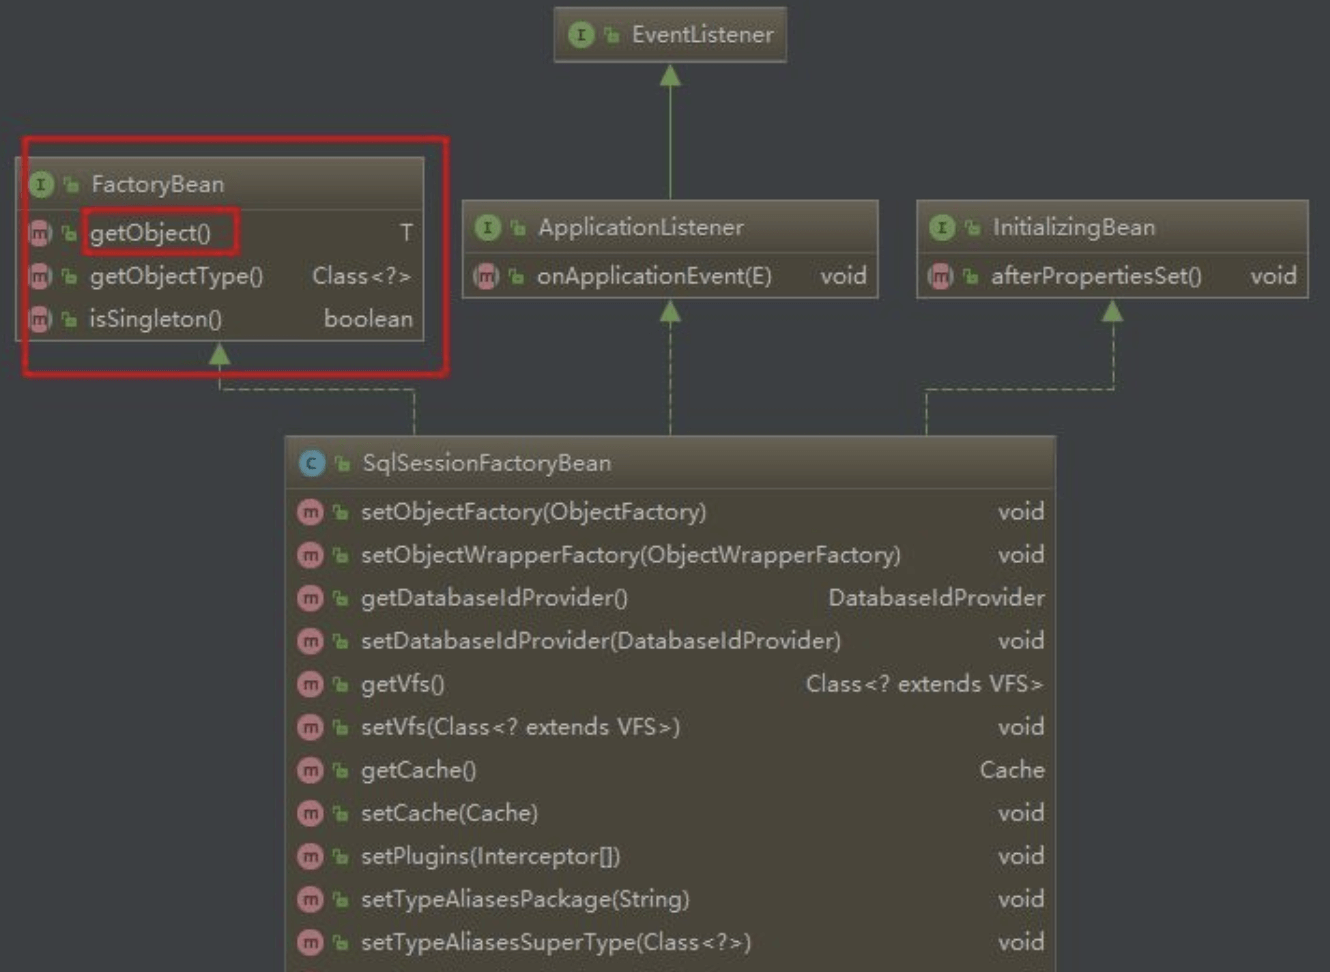 EventListener
FactoryBean
getObject() T
getObjectType() Class<?>
isSingleton() boolean
ApplicationListener
onApplicationEvent(E) void
InitializingBean
afterPropertiesSet() void
SqlSessionFactoryBean
setObjectFactory(ObjectFactory) void
setObjectWrapperFactory(ObjectWrapperFactory) void
getDatabaseIdProvider() DatabaseIdProvider
setDatabaseIdProvider(DatabaseIdProvider) void
getVfs() Class<? extends VFS>
setVfs(Class<? extends VFS>) void
getCache() Cache
setCache(Cache) void
setPlugins(Interceptor[]) void
setTypeAliasesPackage(String) void
setTypeAliasesSuperType(Class<?>) void